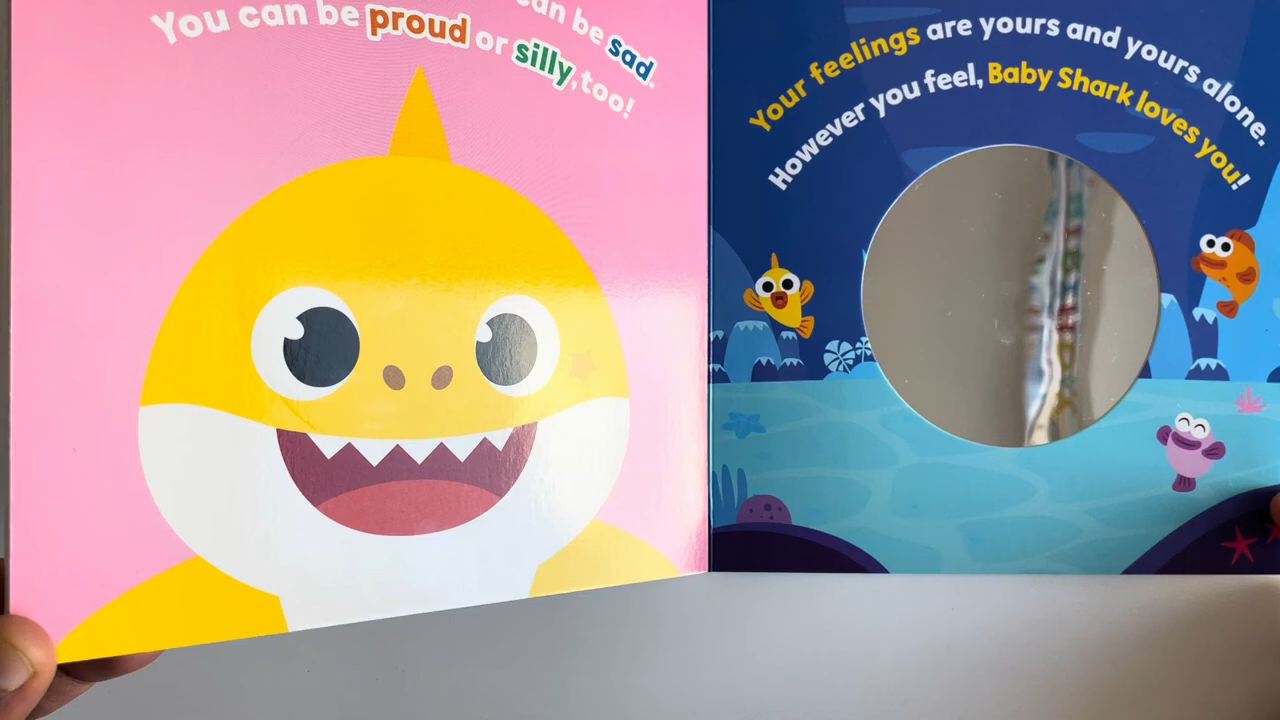 can be sad.
You can be proud or silly, too!
Your feelings are yours and yours alone.
However you feel, Baby Shark loves you!